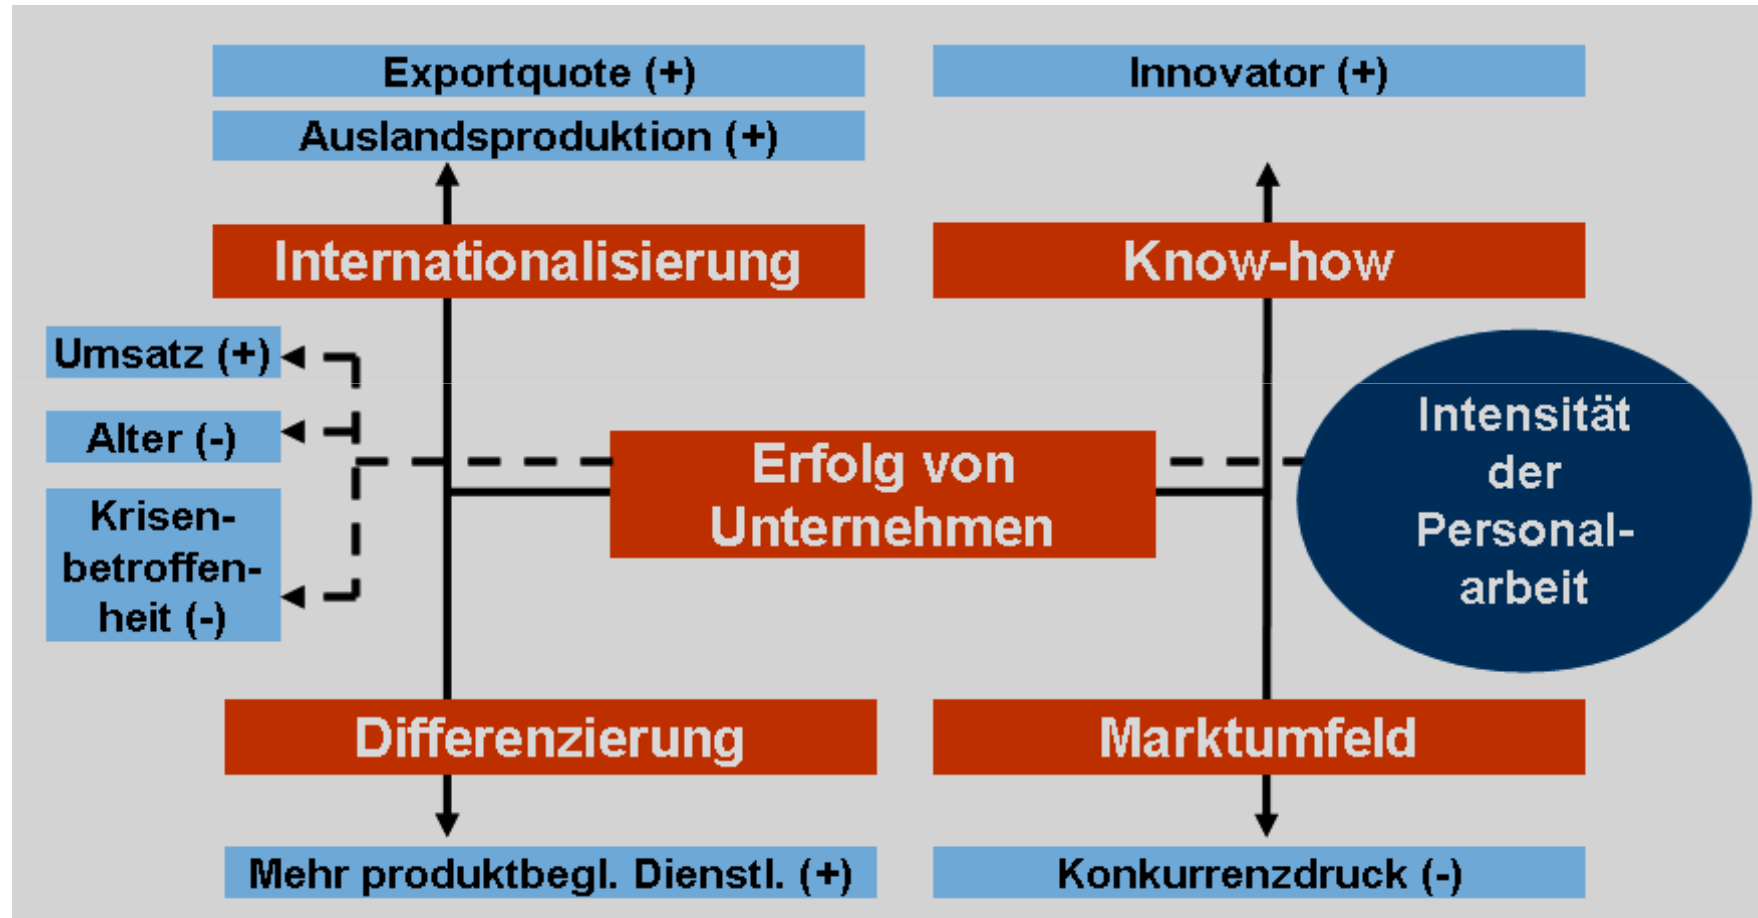 Exportquote (+)
Innovator (+)
Auslandsproduktion (+)
Internationalisierung
Know-how
Umsatz (+)
Alter (-)
Krisen-
betroffen-
heit (-)
Erfolg von
Unternehmen
Intensität
der
Personal-
arbeit
Differenzierung
Marktumfeld
Mehr produktbegl. Dienstl. (+)
Konkurrenzdruck (-)